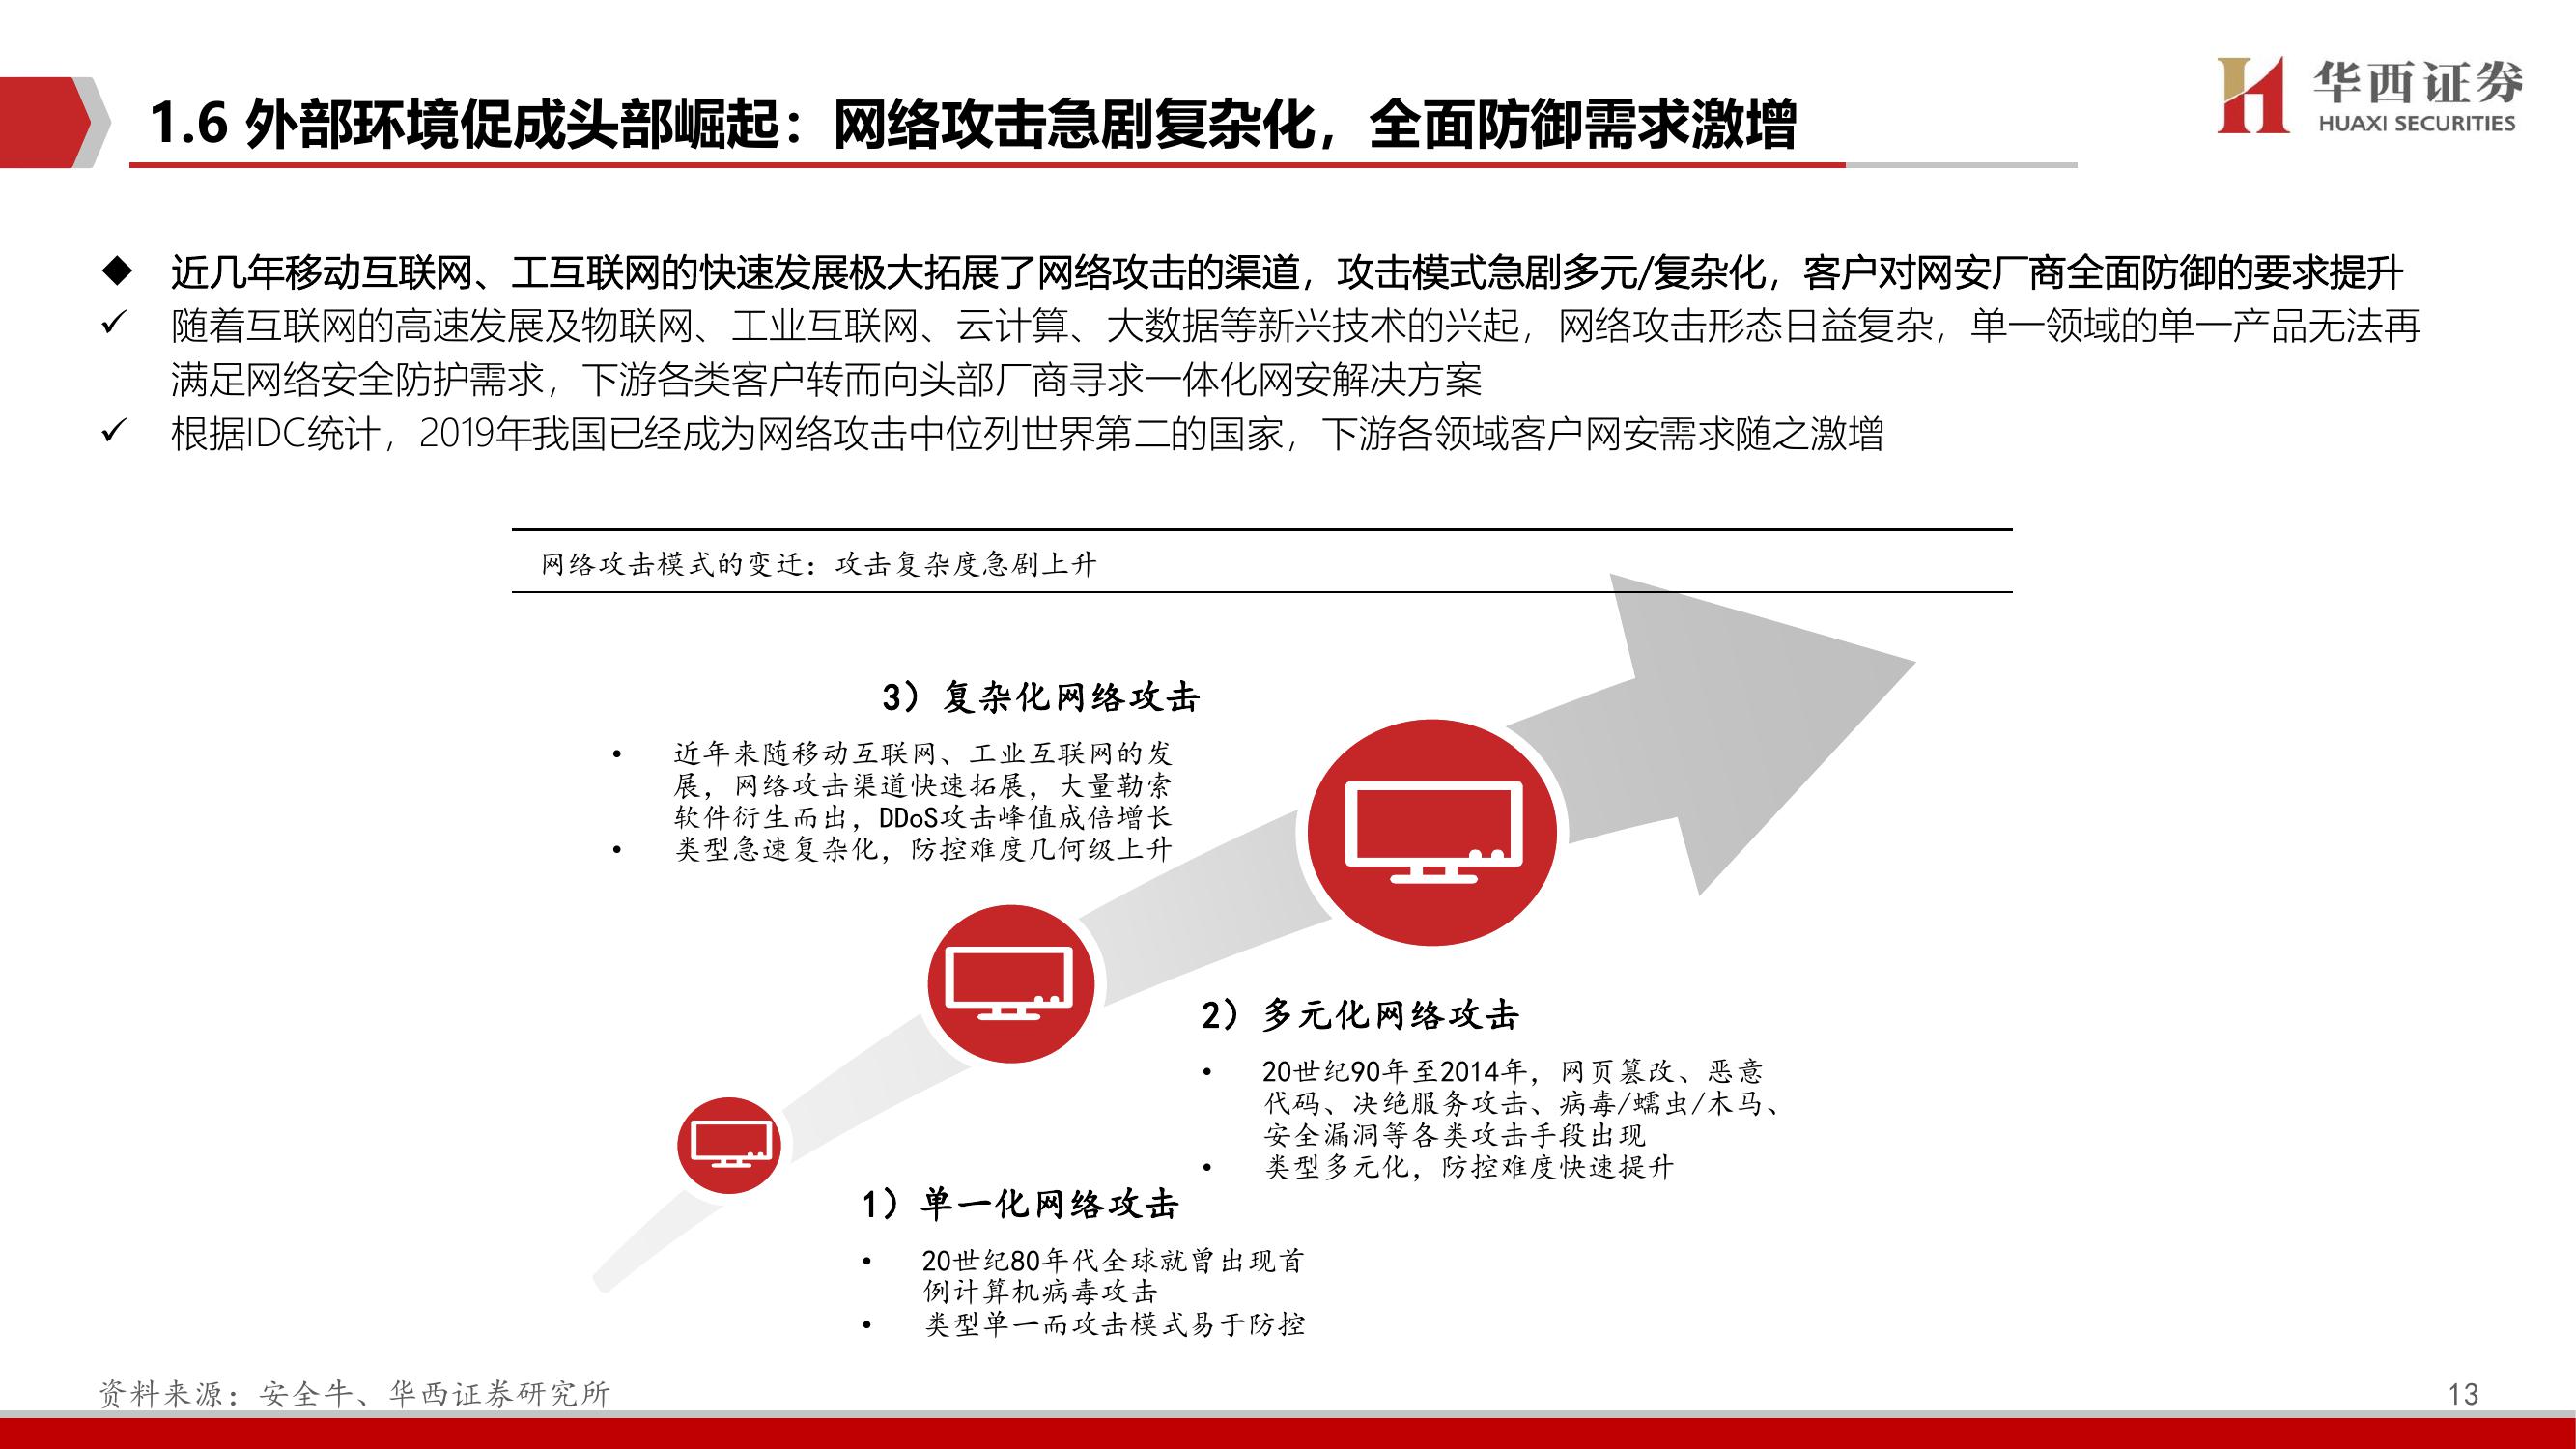 1.6 外部环境促成头部崛起：网络攻击急剧复杂化，全面防御需求激增
华西证券
HUAXI SECURITIES
◆ 近几年移动互联网、工互联网的快速发展极大拓展了网络攻击的渠道，攻击模式急剧多元/复杂化，客户对网安厂商全面防御的要求提升
✓ 随着互联网的高速发展及物联网、工业互联网、云计算、大数据等新兴技术的兴起，网络攻击形态日益复杂，单一领域的单一产品无法再
满足网络安全防护需求，下游各类客户转而向头部厂商寻求一体化网安解决方案
✓ 根据IDC统计，2019年我国已经成为网络攻击中位列世界第二的国家，下游各领域客户网安需求随之激增
网络攻击模式的变迁：攻击复杂度急剧上升
3）复杂化网络攻击
• 近年来随移动互联网、工业互联网的发
展，网络攻击渠道快速拓展，大量勒索
软件衍生而出，DDoS攻击峰值成倍增长
• 类型急速复杂化，防控难度几何级上升
2）多元化网络攻击
• 20世纪90年至2014年，网页篡改、恶意
代码、决绝服务攻击、病毒/蠕虫/木马、
安全漏洞等各类攻击手段出现
• 类型多元化，防控难度快速提升
1）单一化网络攻击
• 20世纪80年代全球就曾出现首
例计算机病毒攻击
• 类型单一而攻击模式易于防控
资料来源：安全牛、华西证券研究所
13